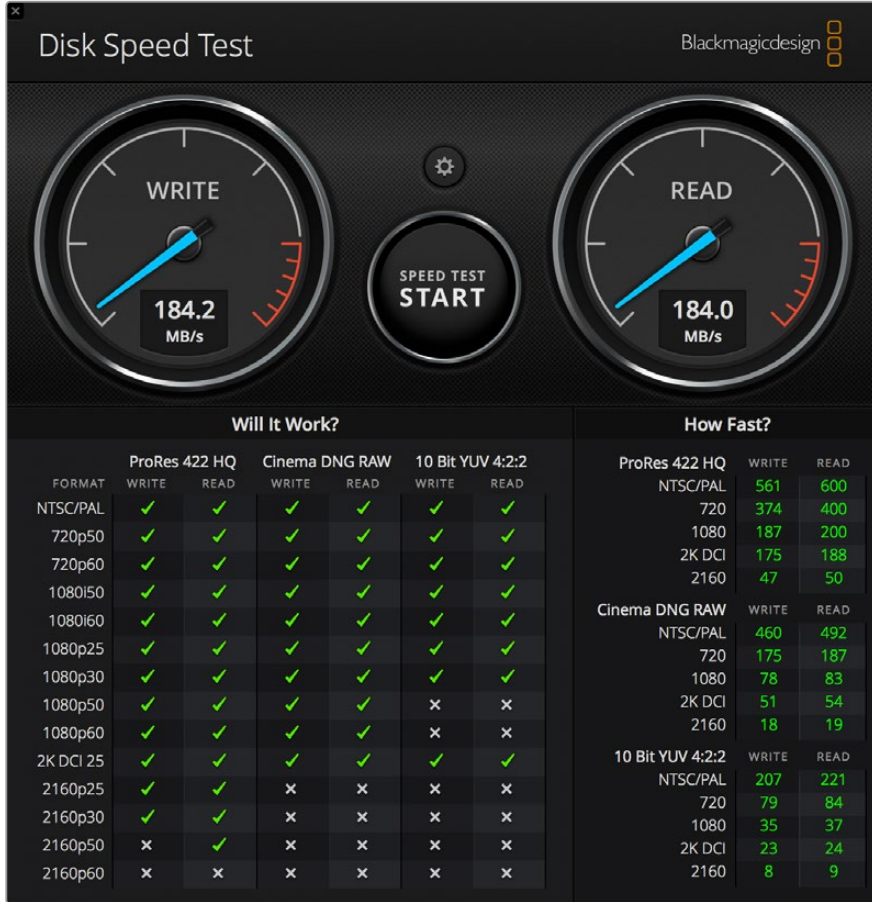 Disk Speed Test
Blackmagicdesign
WRITE
184.2
MB/s
SPEED TEST
START
READ
184.0
MB/s
Will It Work?
ProRes 422 HQ Cinema DNG RAW 10 Bit YUV 4:2:2
FORMAT WRITE READ WRITE READ WRITE READ
NTSC/PAL ✓ ✓ ✓ ✓ ✓ ✓
720p50 ✓ ✓ ✓ ✓ ✓ ✓
720p60 ✓ ✓ ✓ ✓ ✓ ✓
1080i50 ✓ ✓ ✓ ✓ ✓ ✓
1080i60 ✓ ✓ ✓ ✓ ✓ ✓
1080p25 ✓ ✓ ✓ ✓ ✓ ✓
1080p30 ✓ ✓ ✓ ✓ ✓ ✓
1080p50 ✓ ✓ ✓ ✓ × ×
1080p60 ✓ ✓ ✓ ✓ × ×
2K DCI 25 ✓ ✓ ✓ ✓ ✓ ✓
2160p25 ✓ ✓ × × × ×
2160p30 ✓ ✓ × × × ×
2160p50 × ✓ × × × ×
2160p60 × × × × × ×
How Fast?
ProRes 422 HQ WRITE READ
NTSC/PAL 561 600
720 374 400
1080 187 200
2K DCI 175 188
2160 47 50
Cinema DNG RAW WRITE READ
NTSC/PAL 460 492
720 175 187
1080 78 83
2K DCI 51 54
2160 18 19
10 Bit YUV 4:2:2 WRITE READ
NTSC/PAL 207 221
720 79 84
1080 35 37
2K DCI 23 24
2160 8 9